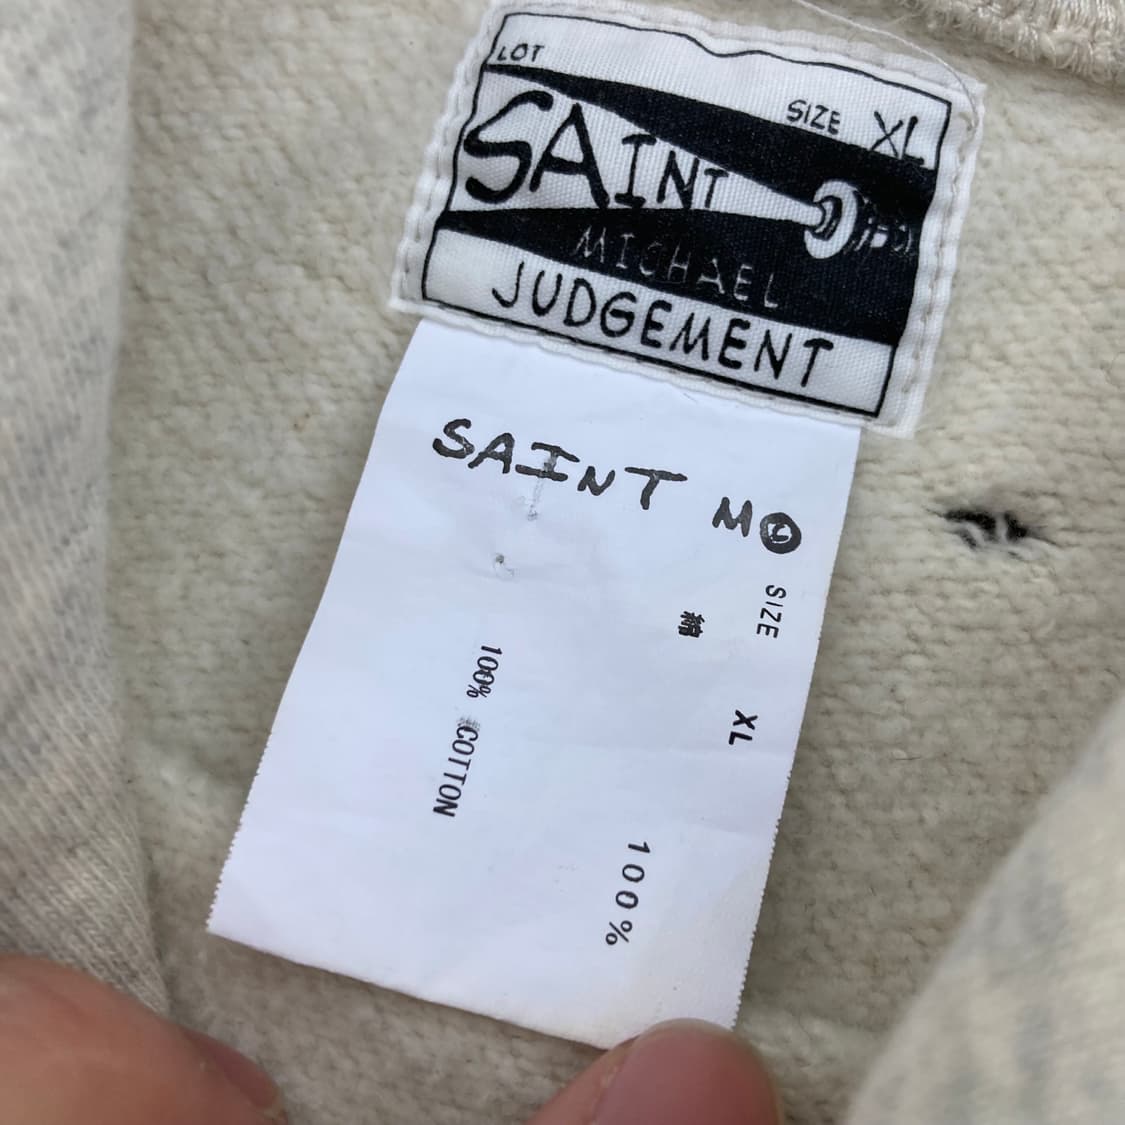 LOT
SIZE XL
SAINT
MICHAEL
JUDGEMENT
SAINT M
SIZE XL
綿 100%
100% COTTON